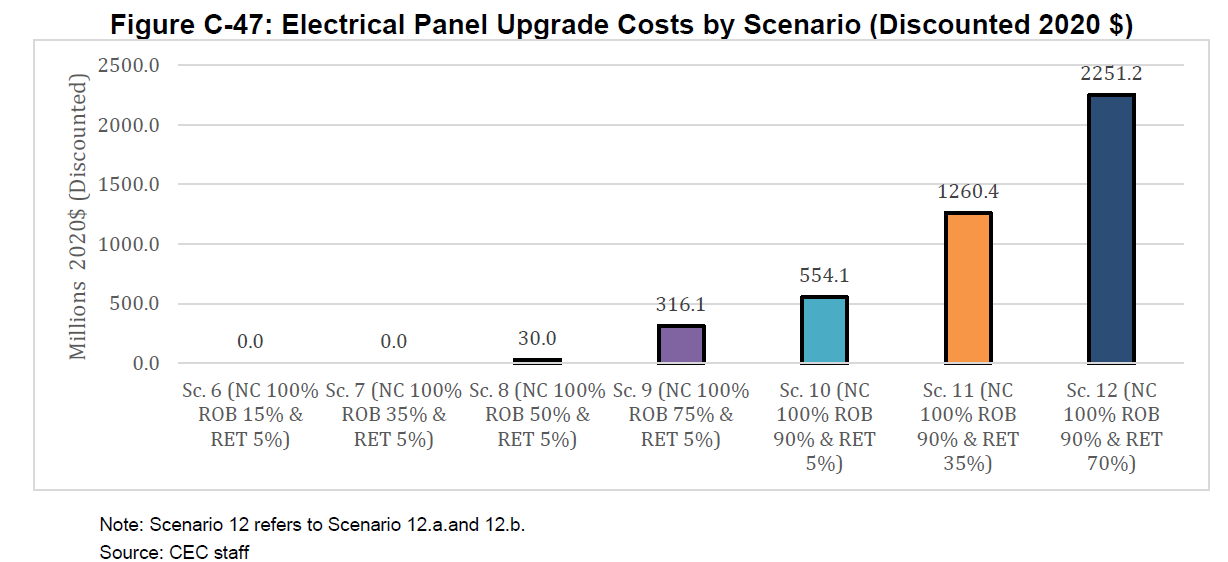 Figure C-47: Electrical Panel Upgrade Costs by Scenario (Discounted 2020 $)
Millions 2020$ (Discounted)
2500.0
2000.0
1500.0
1000.0
500.0
0.0
0.0
0.0
30.0
316.1
554.1
1260.4
2251.2
Sc. 6 (NC 100%
ROB 15% &
RET 5%)
Sc. 7 (NC 100%
ROB 35% &
RET 5%)
Sc. 8 (NC 100%
ROB 50% &
RET 5%)
Sc. 9 (NC 100%
ROB 75% &
RET 5%)
Sc. 10 (NC
100% ROB
90% & RET
5%)
Sc. 11 (NC
100% ROB
90% & RET
35%)
Sc. 12 (NC
100% ROB
90% & RET
70%)
Note: Scenario 12 refers to Scenario 12.a.and 12.b.
Source: CEC staff